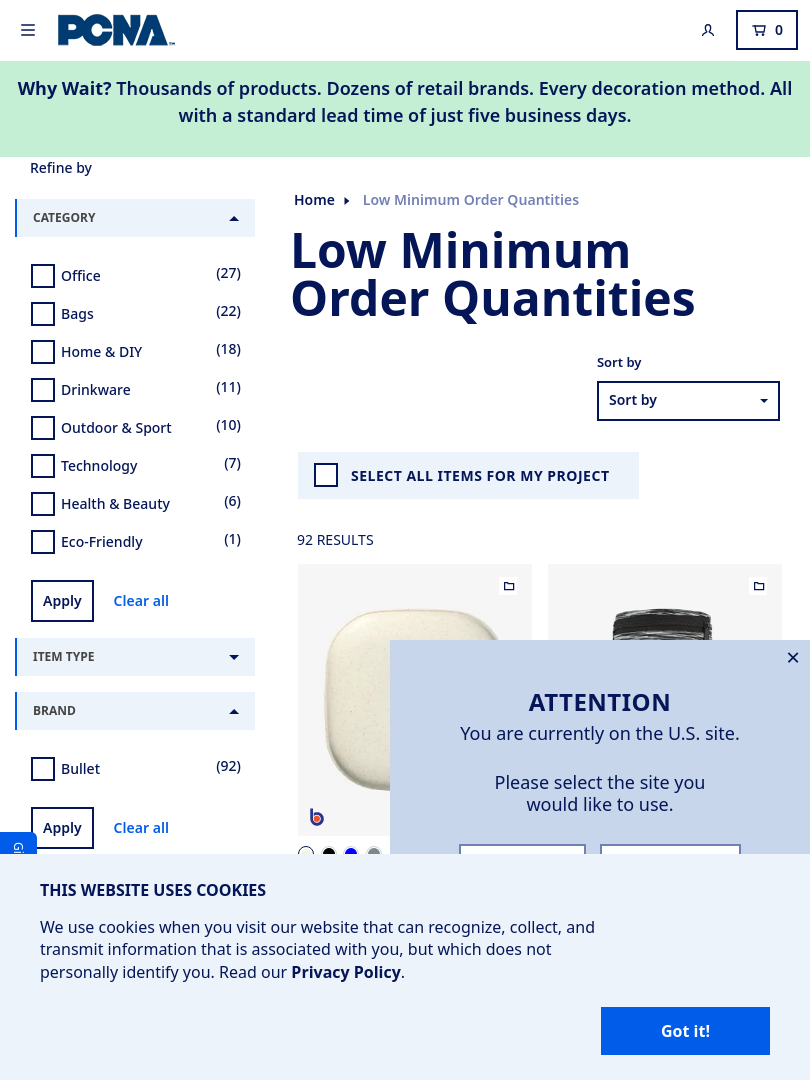 PCNA
0
Why Wait? Thousands of products. Dozens of retail brands. Every decoration method. All
with a standard lead time of just five business days.
Refine by
CATEGORY
Office (27)
Bags (22)
Home & DIY (18)
Drinkware (11)
Outdoor & Sport (10)
Technology (7)
Health & Beauty (6)
Eco-Friendly (1)
Apply Clear all
ITEM TYPE
BRAND
Bullet (92)
Apply Clear all
Home Low Minimum Order Quantities
Low Minimum
Order Quantities
Sort by
Sort by
SELECT ALL ITEMS FOR MY PROJECT
92 RESULTS
b
ATTENTION
You are currently on the U.S. site.
Please select the site you
would like to use.
THIS WEBSITE USES COOKIES
We use cookies when you visit our website that can recognize, collect, and
transmit information that is associated with you, but which does not
personally identify you. Read our Privacy Policy.
Got it!